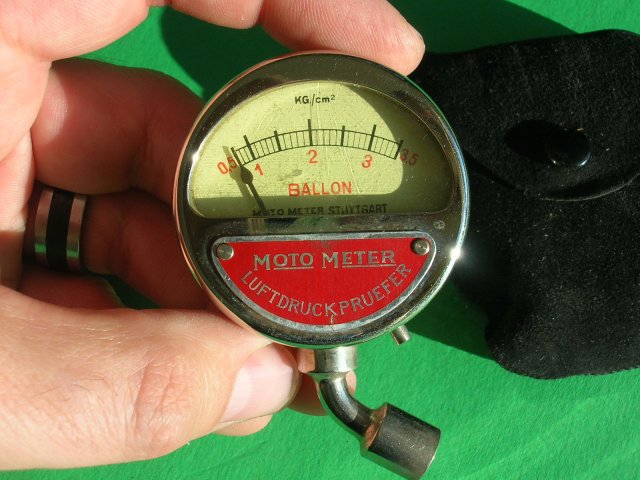 KG./cm²
0,5 1 2 3 3,5
BALLON
MOTO METER STUTTGART
MOTO METER
LUFTDRUCKPRUEFER